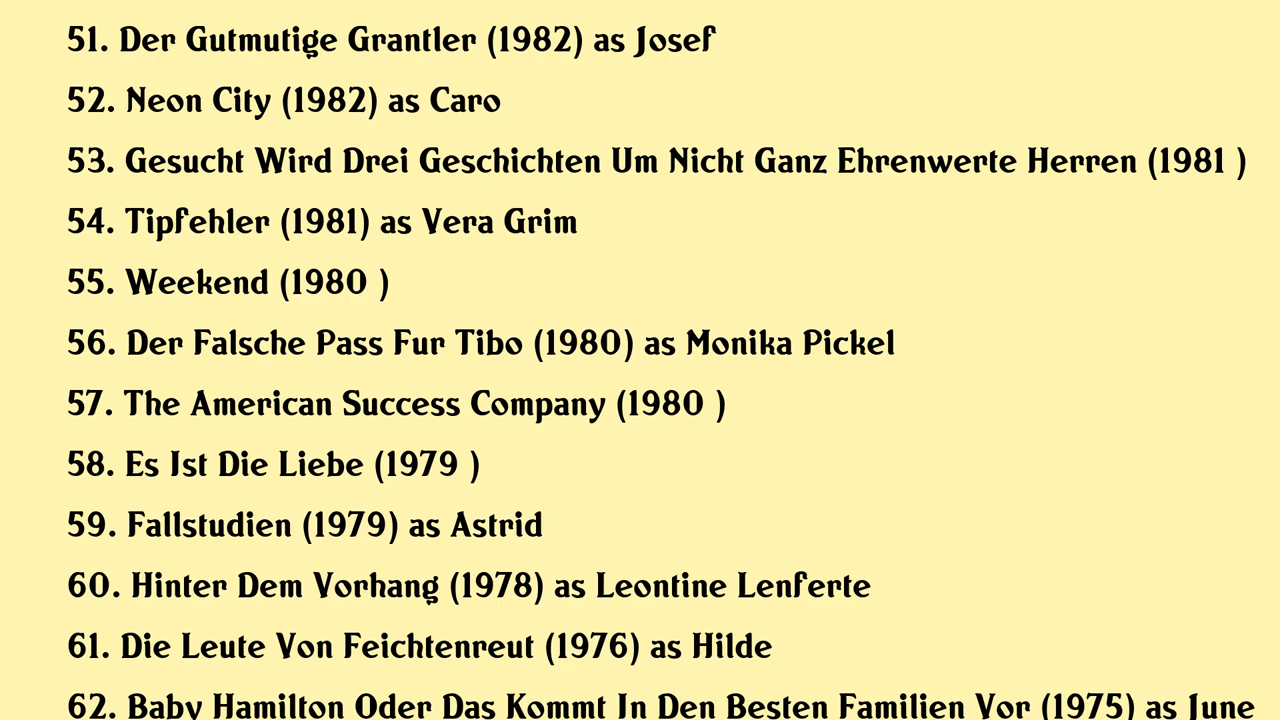 51. Der Gutmutige Grantler (1982) as Josef
52. Neon City (1982) as Caro
53. Gesucht Wird Drei Geschichten Um Nicht Ganz Ehrenwerte Herren (1981 )
54. Tipfehler (1981) as Vera Grim
55. Weekend (1980 )
56. Der Falsche Pass Fur Tibo (1980) as Monika Pickel
57. The American Success Company (1980 )
58. Es Ist Die Liebe (1979 )
59. Fallstudien (1979) as Astrid
60. Hinter Dem Vorhang (1978) as Leontine Lenferte
61. Die Leute Von Feichtenreut (1976) as Hilde
62. Baby Hamilton Oder Das Kommt In Den Besten Familien Vor (1975) as June